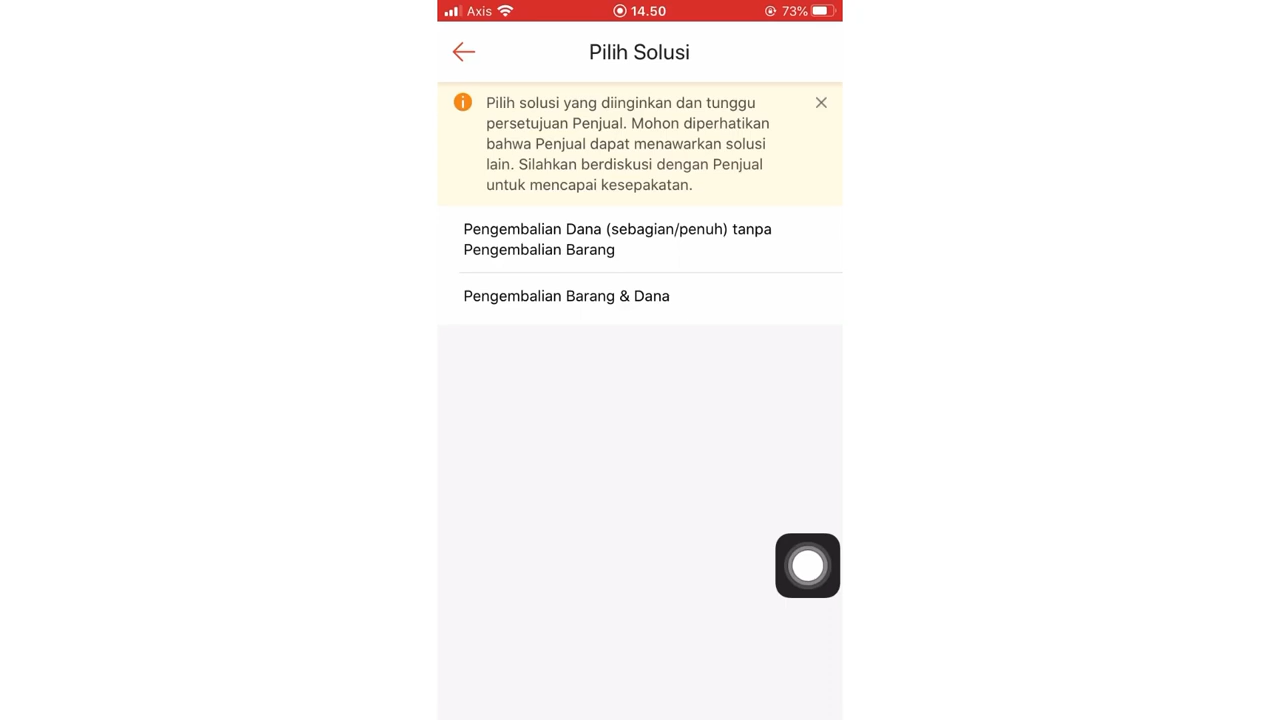 Axis 14.50 73%
Pilih Solusi
Pilih solusi yang diinginkan dan tunggu
persetujuan Penjual. Mohon diperhatikan
bahwa Penjual dapat menawarkan solusi
lain. Silahkan berdiskusi dengan Penjual
untuk mencapai kesepakatan.
Pengembalian Dana (sebagian/penuh) tanpa
Pengembalian Barang
Pengembalian Barang & Dana